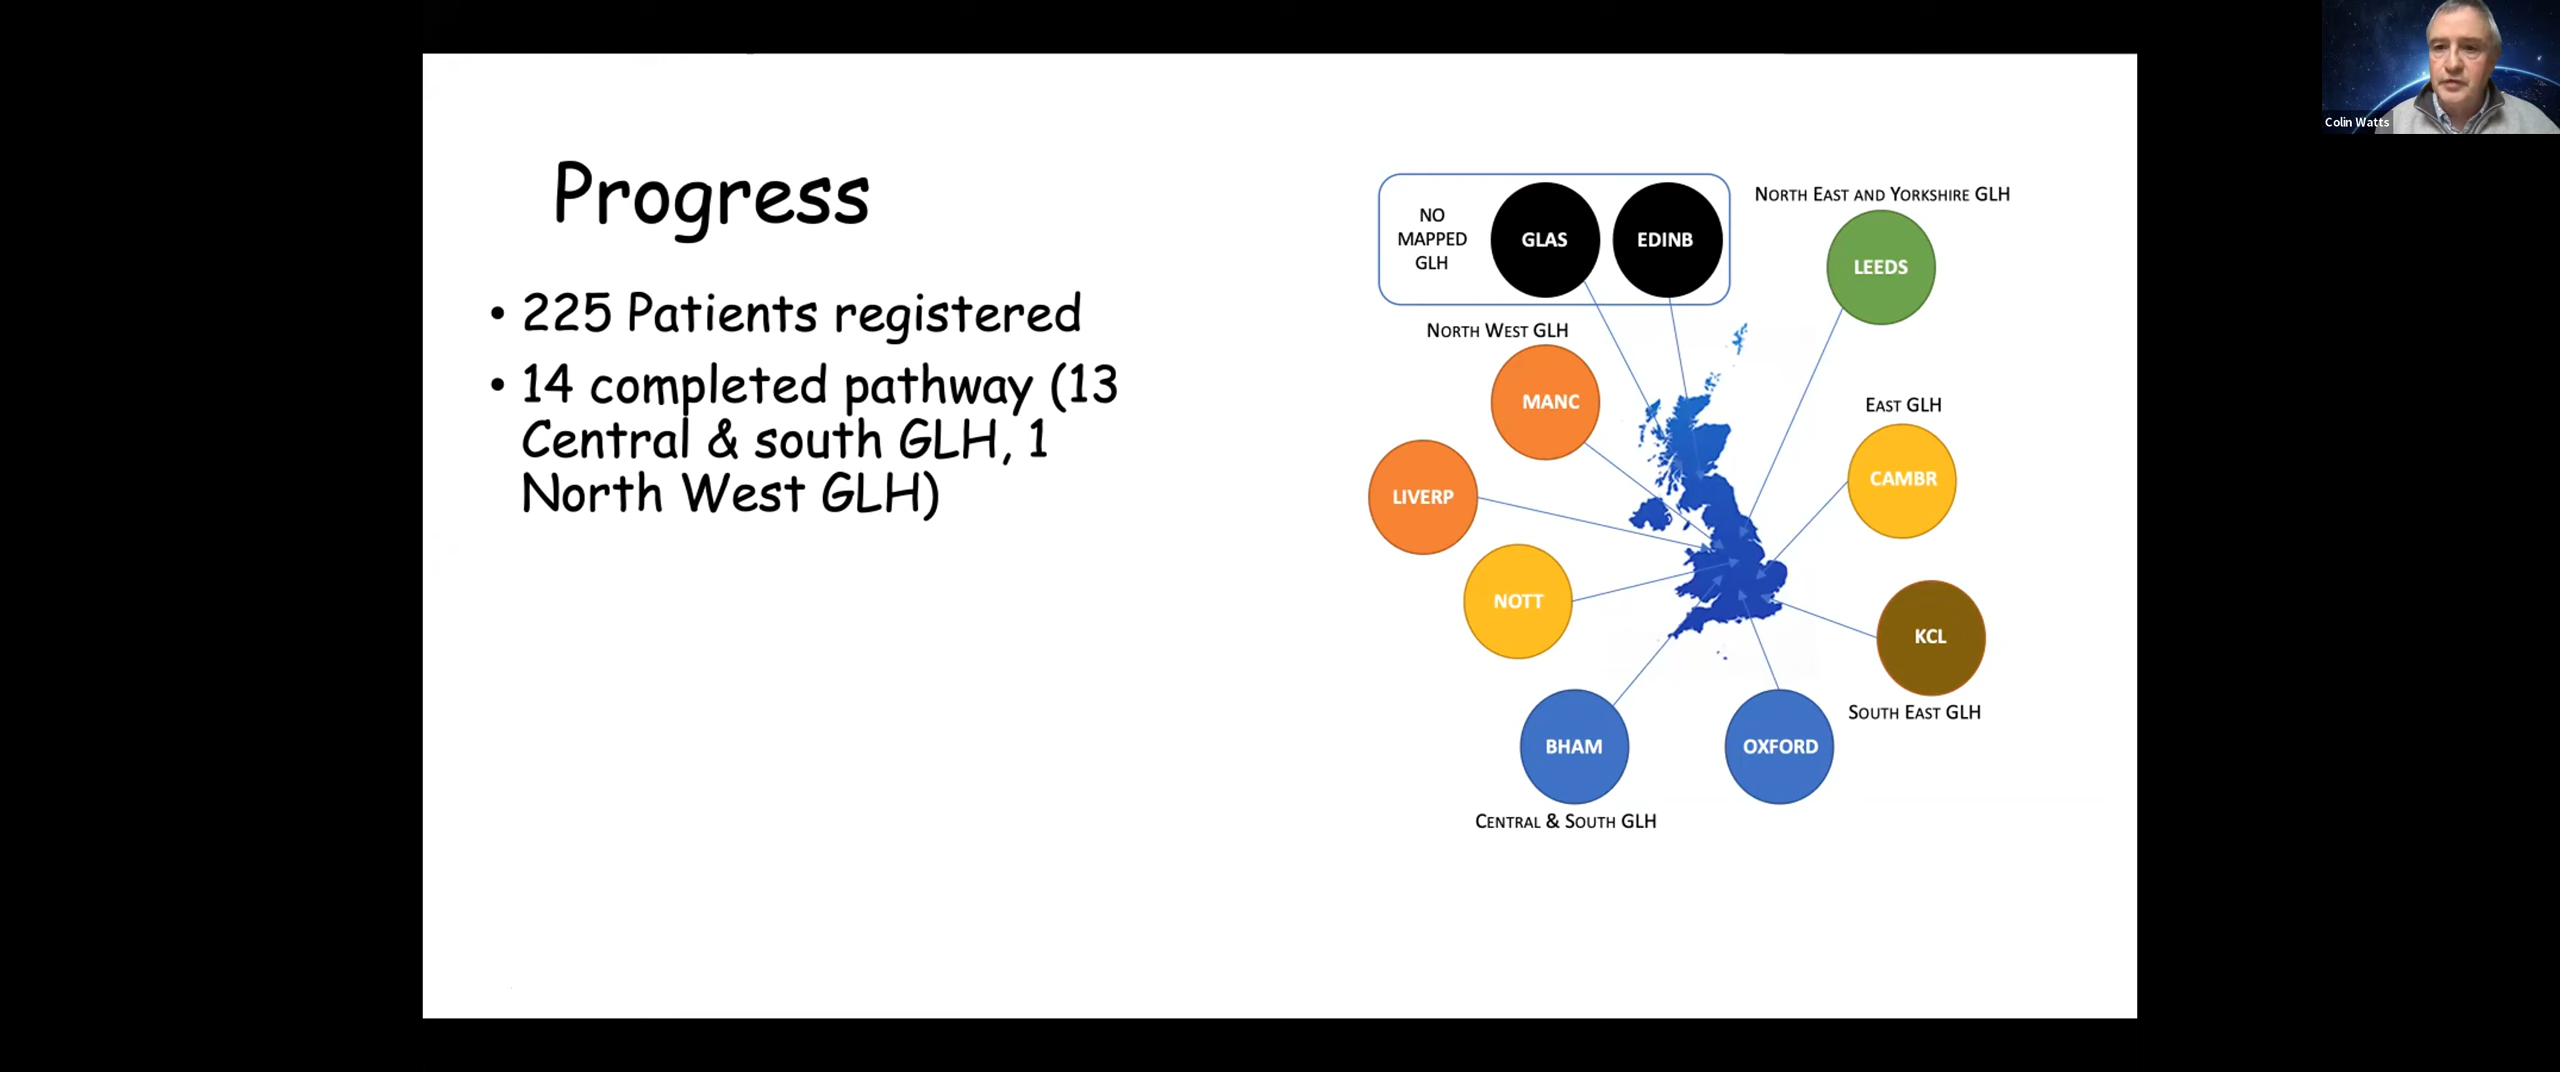 Progress
• 225 Patients registered
• 14 completed pathway (13
Central & south GLH, 1
North West GLH)
NO
MAPPED
GLH
GLAS
EDINB
NORTH EAST AND YORKSHIRE GLH
LEEDS
NORTH WEST GLH
MANC
LIVERP
EAST GLH
CAMBR
NOTT
KCL
SOUTH EAST GLH
BHAM
OXFORD
CENTRAL & SOUTH GLH
Colin Watts